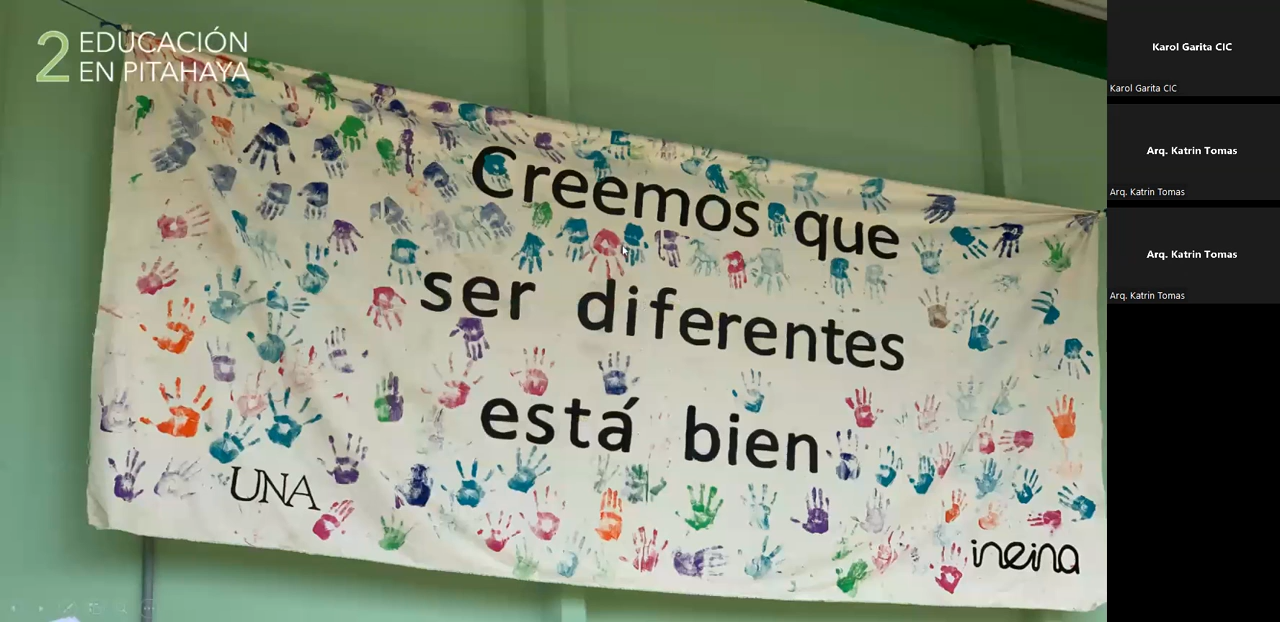 2 EDUCACIÓN
EN PITAHAYA
Creemos que
ser diferentes
está bien
UNA
ineina
Karol Garita CIC
Karol Garita CIC
Arq. Katrin Tomas
Arq. Katrin Tomas
Arq. Katrin Tomas
Arq. Katrin Tomas